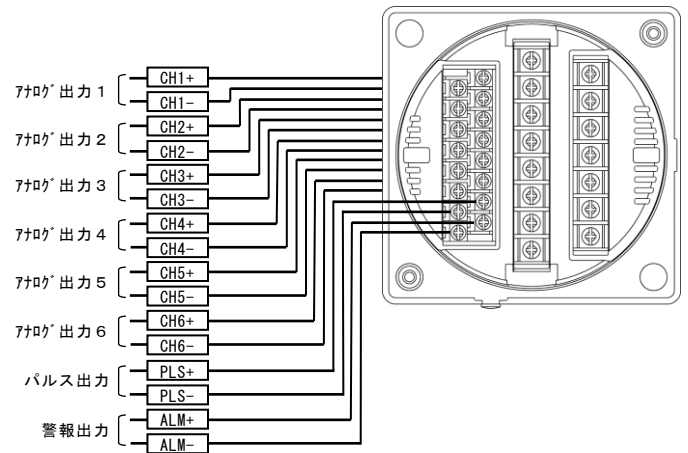 アナログ出力1
CH1+
CH1-
アナログ出力2
CH2+
CH2-
アナログ出力3
CH3+
CH3-
アナログ出力4
CH4+
CH4-
アナログ出力5
CH5+
CH5-
アナログ出力6
CH6+
CH6-
パルス出力
PLS+
PLS-
警報出力
ALM+
ALM-